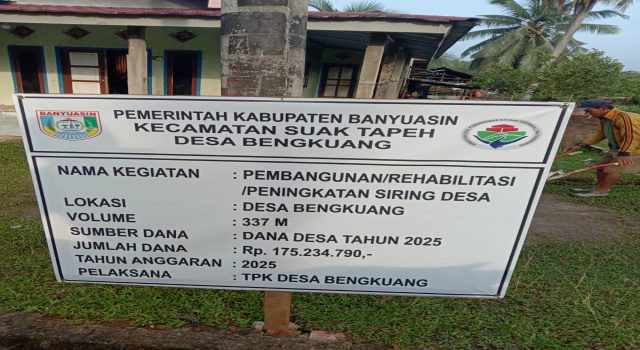 BANYUASIN
PEMERINTAH KABUPATEN BANYUASIN
KECAMATAN SUAK TAPEH
DESA BENGKUANG
NAMA KEGIATAN : PEMBANGUNAN/REHABILITASI
/PENINGKATAN SIRING DESA
LOKASI : DESA BENGKUANG
VOLUME : 337 M
SUMBER DANA : DANA DESA TAHUN 2025
JUMLAH DANA : Rp. 175.234.790,-
TAHUN ANGGARAN : 2025
PELAKSANA : TPK DESA BENGKUANG